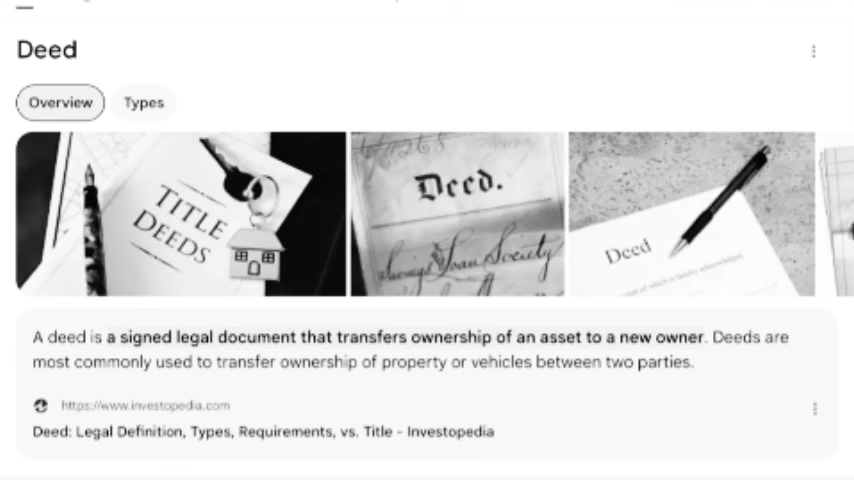 Deed
Overview
Types
TITLE
DEEDS
Deed.
Loan Society
Deed
A deed is a signed legal document that transfers ownership of an asset to a new owner. Deeds are
most commonly used to transfer ownership of property or vehicles between two parties.
https://www.investopedia.com
Deed: Legal Definition, Types, Requirements, vs. Title - Investopedia